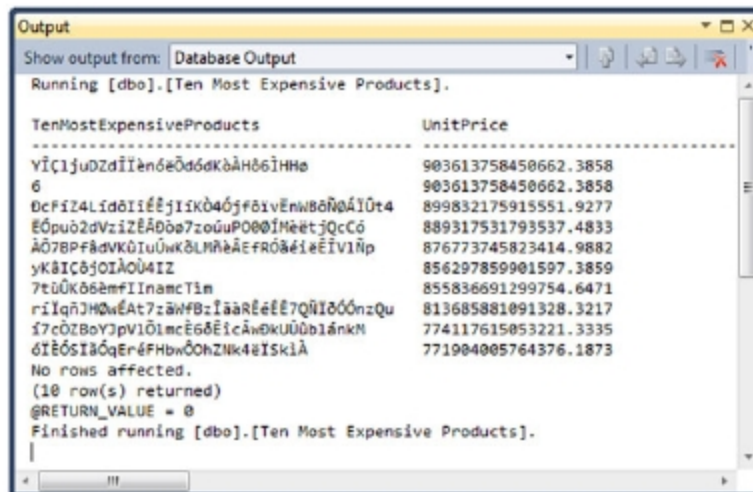 Output
Show output from: Database Output
Running [dbo].[Ten Most Expensive Products].
TenMostExpensiveProducts UnitPrice
903613758450662.3858
6 903613758450662.3858
899832175915551.9277
889317531793537.4833
876773745823414.9882
yKâIÇôjOIÀOÙ4IZ 856297859901597.3859
7tùÛKô6èmfIInamcTim 855836691299754.6471
813685881091328.3217
774117615053221.3335
771904005764376.1873
No rows affected.
(10 row(s) returned)
@RETURN_VALUE = 0
Finished running [dbo].[Ten Most Expensive Products].